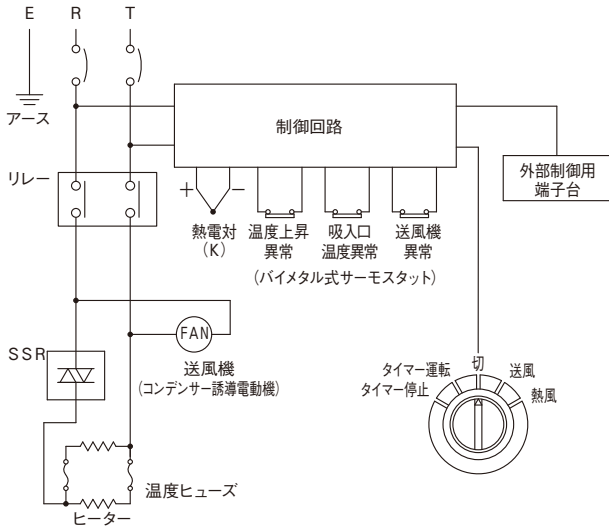 E R T
アース
制御回路
リレー
外部制御用
端子台
+ −
熱電対
(K)
温度上昇
異常
吸入口
温度異常
送風機
異常
(バイメタル式サーモスタット)
FAN
送風機
(コンデンサー誘導電動機)
SSR
切
タイマー運転
送風
タイマー停止
熱風
温度ヒューズ
ヒーター